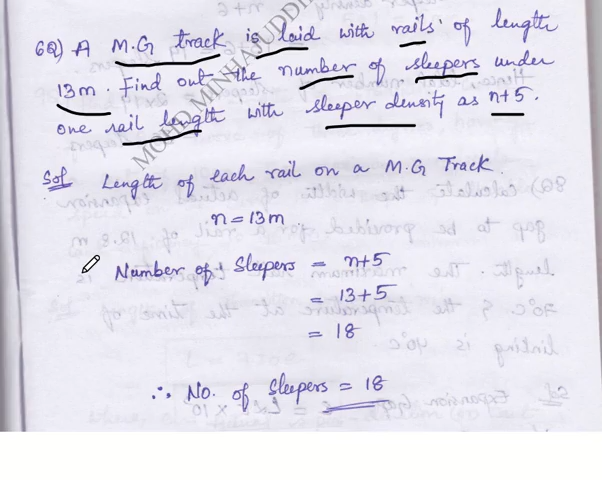 6Q) A M.G track is laid with rails of length
13m. Find out the number of sleepers under
one rail length with sleeper density as n+5.
Sol Length of each rail on a M.G Track.
n = 13m.
Number of Sleepers = n+5
= 13+5
= 18
∴ No. of Sleepers = 18
MOHD. MINHAJUDDIN